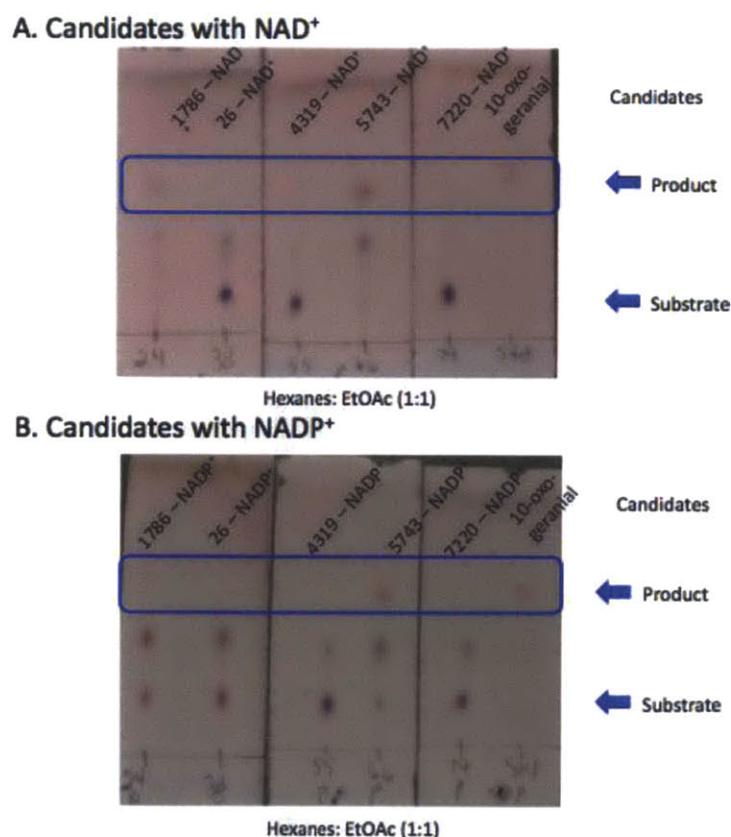 A. Candidates with NAD⁺
1786 – NAD
26 – NAD⁺
4319 – NAD⁺
5743 – NAD⁺
7220 – NAD⁺
10-oxo-
geranial
Candidates
Product
Substrate
24
Hexanes: EtOAc (1:1)
B. Candidates with NADP⁺
1786 – NADP⁺
26 – NADP⁺
4319 – NADP⁺
5743 – NADP⁺
7220 – NADP
10-oxo-
geranial
Candidates
Product
Substrate
Hexanes: EtOAc (1:1)